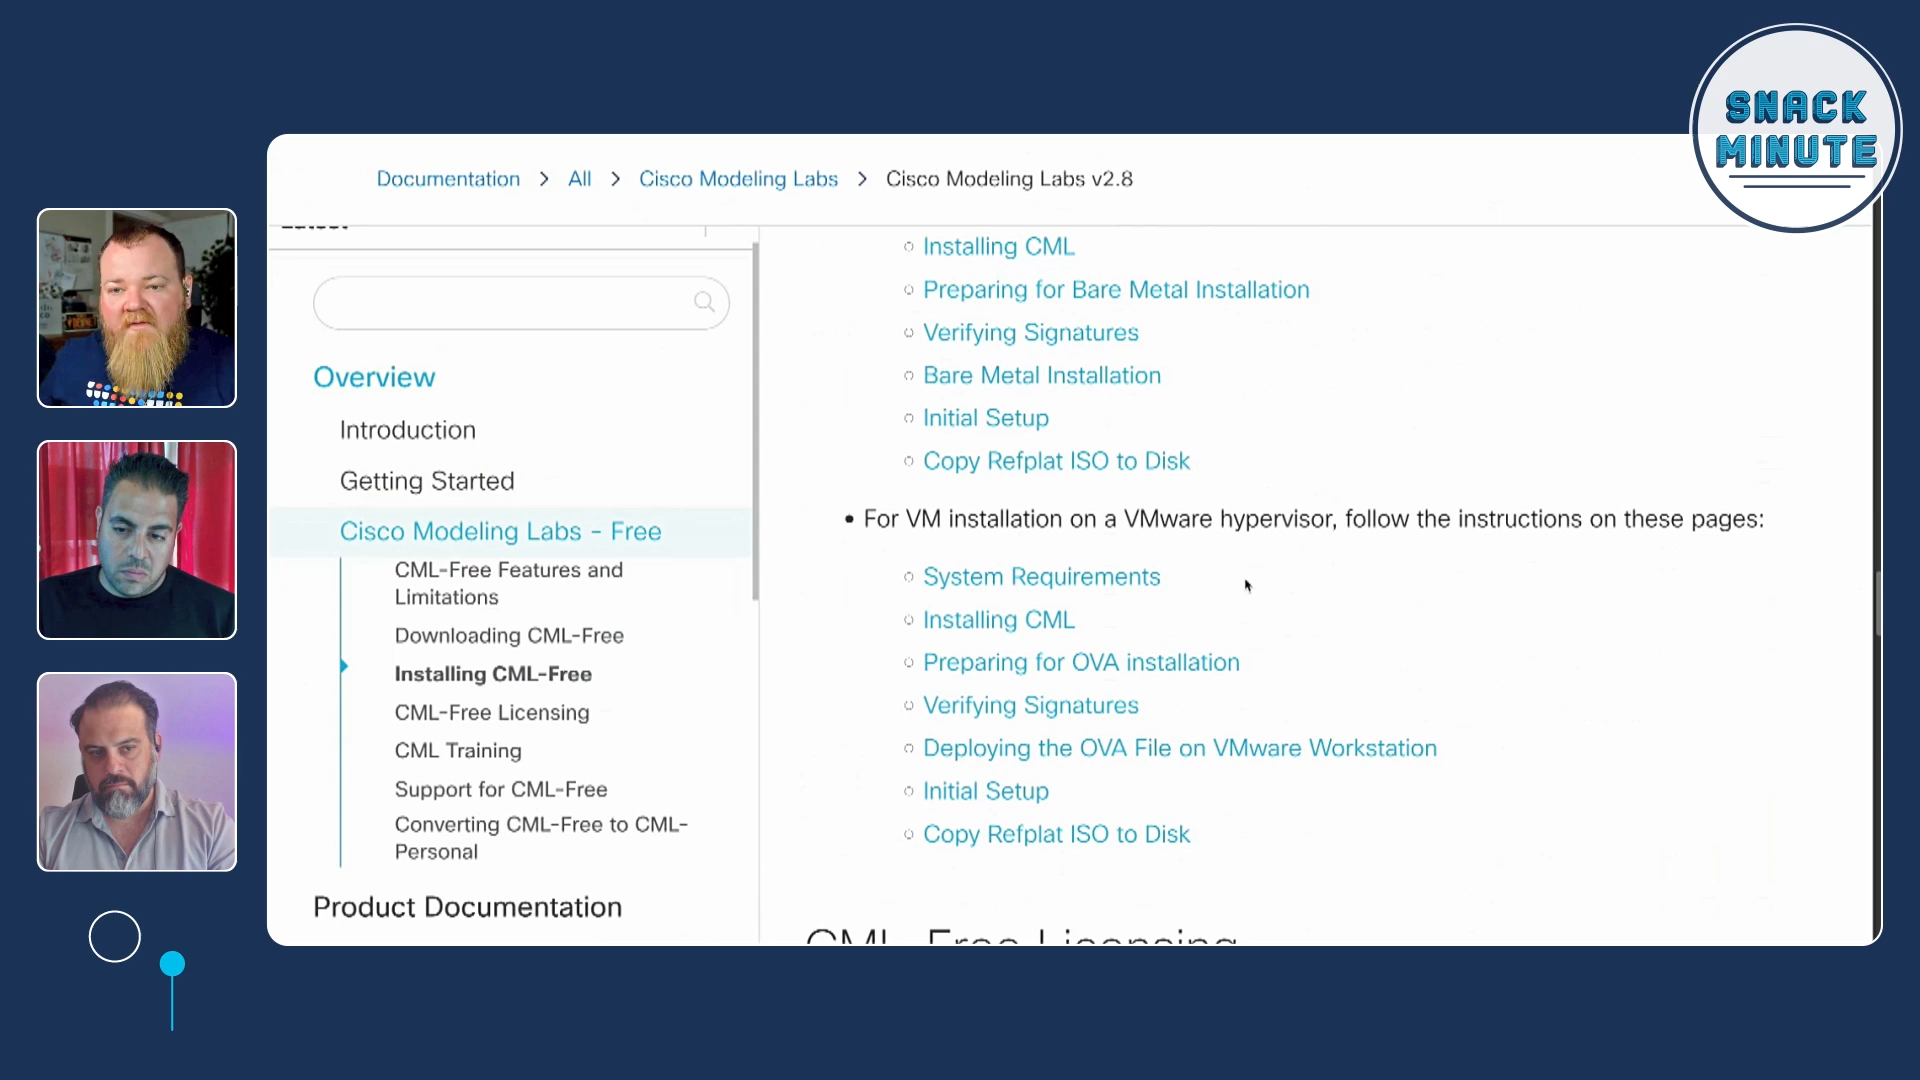 SNACK
MINUTE
Documentation > All > Cisco Modeling Labs > Cisco Modeling Labs v2.8
Latest
Overview
Introduction
Getting Started
Cisco Modeling Labs - Free
CML-Free Features and
Limitations
Downloading CML-Free
Installing CML-Free
CML-Free Licensing
CML Training
Support for CML-Free
Converting CML-Free to CML-
Personal
Product Documentation
Installing CML
Preparing for Bare Metal Installation
Verifying Signatures
Bare Metal Installation
Initial Setup
Copy Refplat ISO to Disk
• For VM installation on a VMware hypervisor, follow the instructions on these pages:
System Requirements
Installing CML
Preparing for OVA installation
Verifying Signatures
Deploying the OVA File on VMware Workstation
Initial Setup
Copy Refplat ISO to Disk
CML-Free Licensing